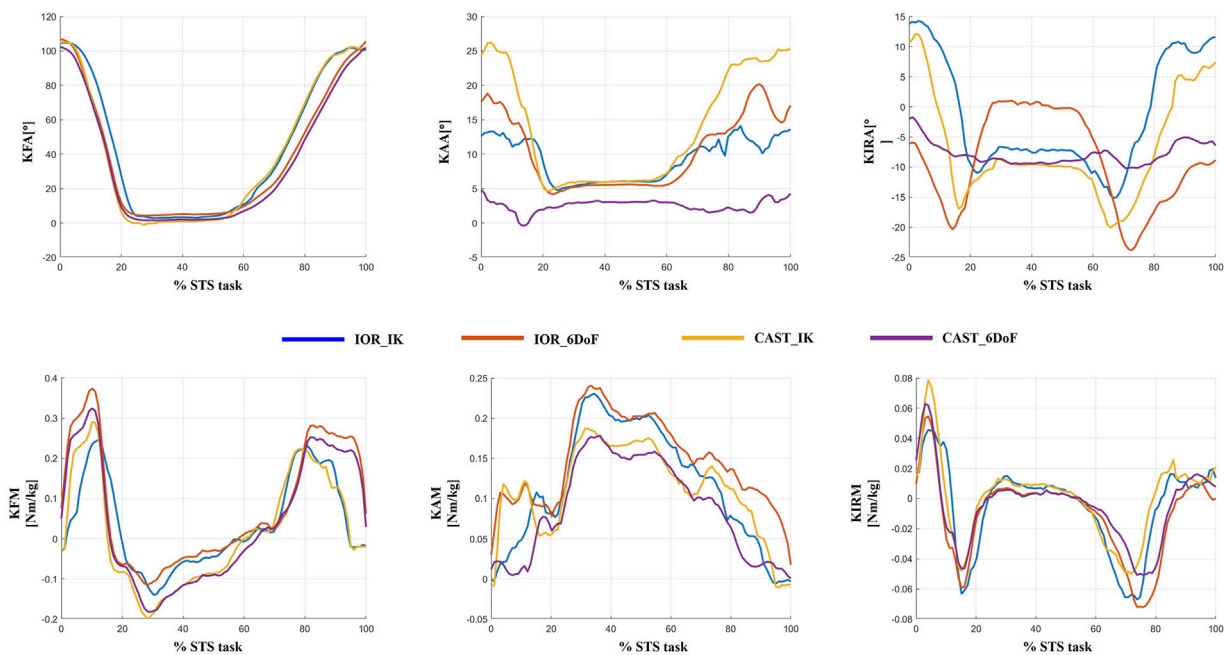 120
100
80
60
40
20
0
-20
KFA[°]
0 20 40 60 80 100
% STS task
30
25
20
15
10
5
0
-5
KAA[°]
0 20 40 60 80 100
% STS task
15
10
5
0
-5
-10
-15
-20
-25
KIRA[°
]
0 20 40 60 80 100
% STS task
IOR_IK IOR_6DoF CAST_IK CAST_6DoF
0.4
0.3
0.2
0.1
0
-0.1
-0.2
KFM
[Nm/kg]
0 20 40 60 80 100
% STS task
0.25
0.2
0.15
0.1
0.05
0
-0.05
KAM
[Nm/kg]
0 20 40 60 80 100
% STS task
0.08
0.06
0.04
0.02
0
-0.02
-0.04
-0.06
-0.08
KIRM
[Nm/kg]
0 20 40 60 80 100
% STS task